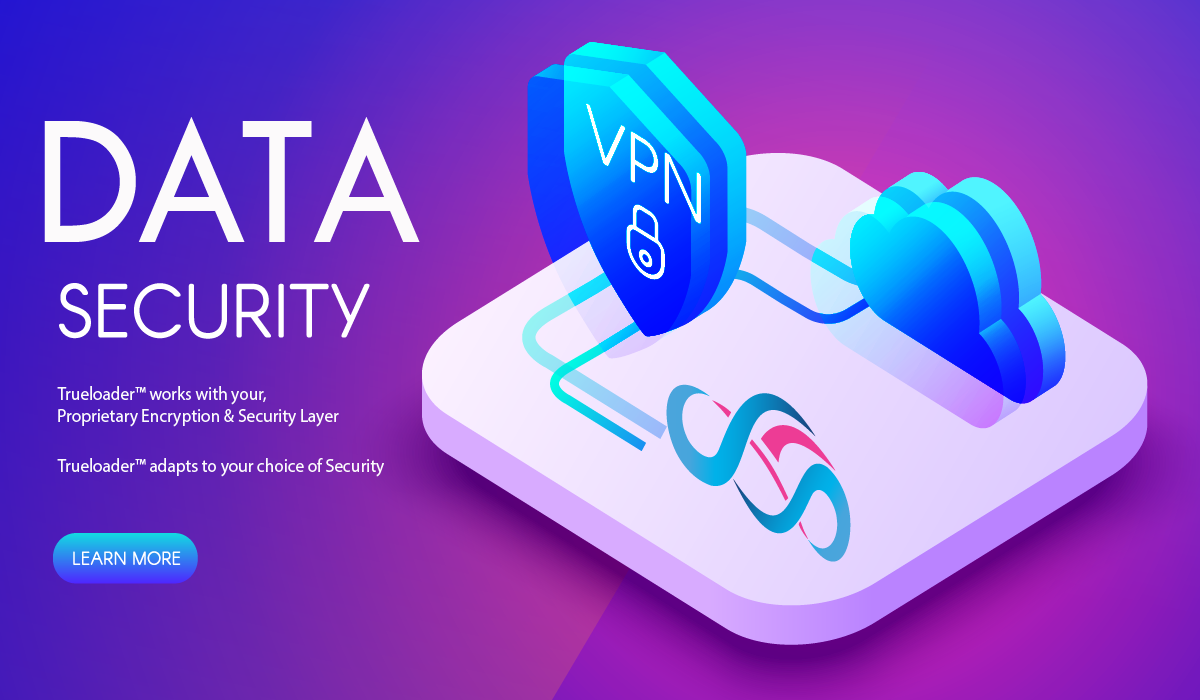 DATA
SECURITY
Trueloader™ works with your,
Proprietary Encryption & Security Layer
Trueloader™ adapts to your choice of Security
LEARN MORE
VPN